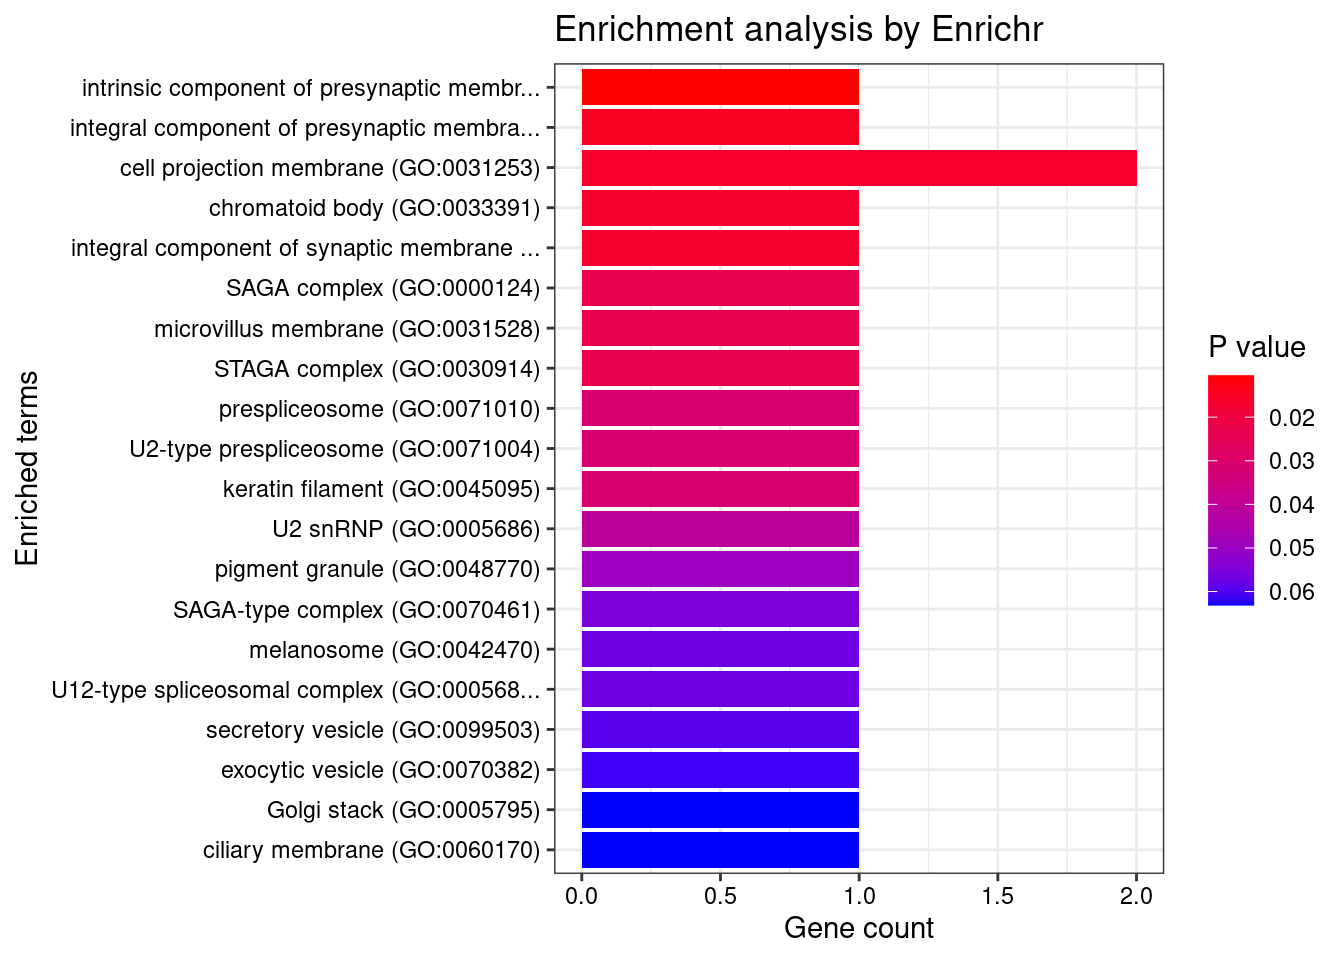 Enrichment analysis by Enrichr
Enriched terms
intrinsic component of presynaptic membr...
integral component of presynaptic membra...
cell projection membrane (GO:0031253)
chromatoid body (GO:0033391)
integral component of synaptic membrane ...
SAGA complex (GO:0000124)
microvillus membrane (GO:0031528)
STAGA complex (GO:0030914)
prespliceosome (GO:0071010)
U2-type prespliceosome (GO:0071004)
keratin filament (GO:0045095)
U2 snRNP (GO:0005686)
pigment granule (GO:0048770)
SAGA-type complex (GO:0070461)
melanosome (GO:0042470)
U12-type spliceosomal complex (GO:000568...
secretory vesicle (GO:0099503)
exocytic vesicle (GO:0070382)
Golgi stack (GO:0005795)
ciliary membrane (GO:0060170)
0.0 0.5 1.0 1.5 2.0
Gene count
P value
0.02
0.03
0.04
0.05
0.06